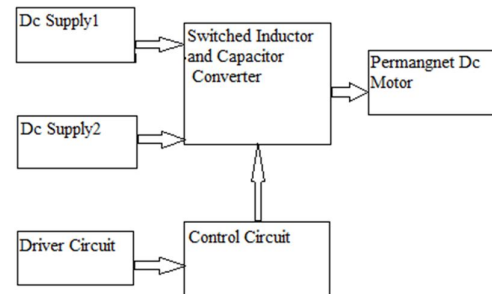 Dc Supply1
Switched Inductor
and Capacitor
Converter
Permangnet Dc
Motor
Dc Supply2
Driver Circuit
Control Circuit